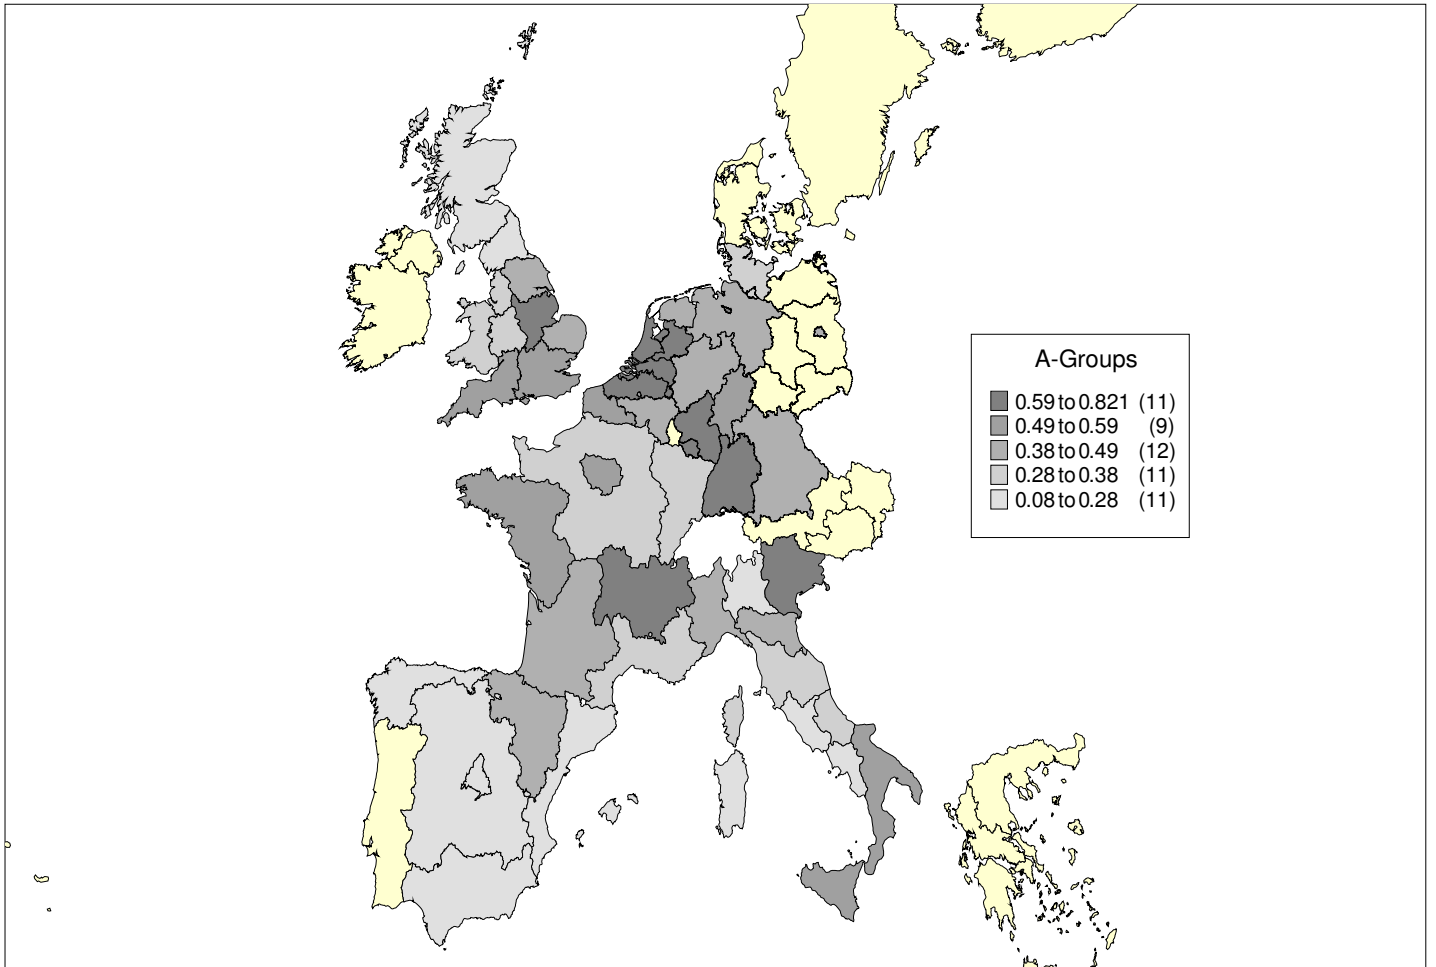 A-Groups
0.59 to 0.821 (11)
0.49 to 0.59 (9)
0.38 to 0.49 (12)
0.28 to 0.38 (11)
0.08 to 0.28 (11)